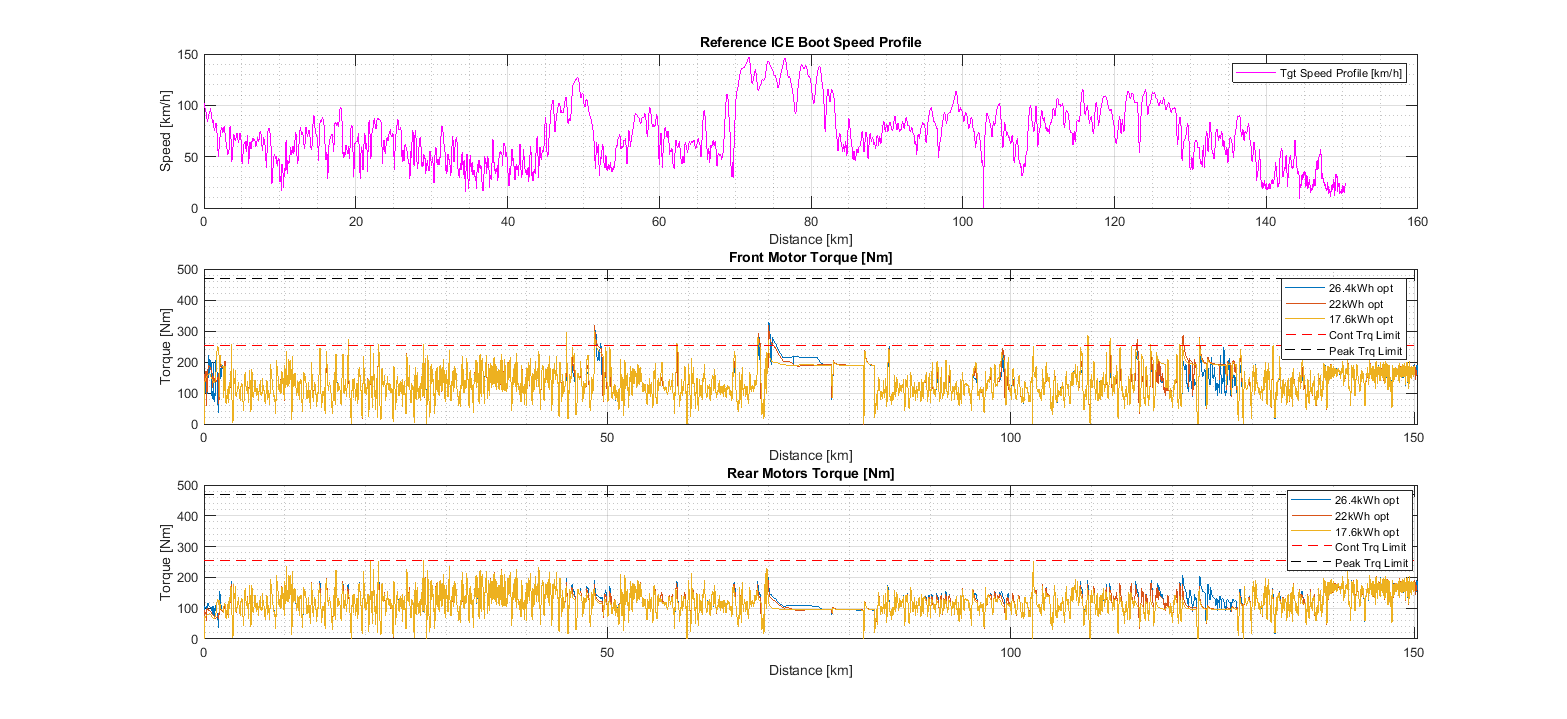 Reference ICE Boot Speed Profile
150
100
50
0
Speed [km/h]
Tgt Speed Profile [km/h]
0 20 40 60 80 100 120 140 160
Distance [km]
Front Motor Torque [Nm]
500
400
300
200
100
0
Torque [Nm]
26.4kWh opt
22kWh opt
17.6kWh opt
Cont Trq Limit
Peak Trq Limit
0 50 100 150
Distance [km]
Rear Motors Torque [Nm]
500
400
300
200
100
0
Torque [Nm]
26.4kWh opt
22kWh opt
17.6kWh opt
Cont Trq Limit
Peak Trq Limit
0 50 100 150
Distance [km]